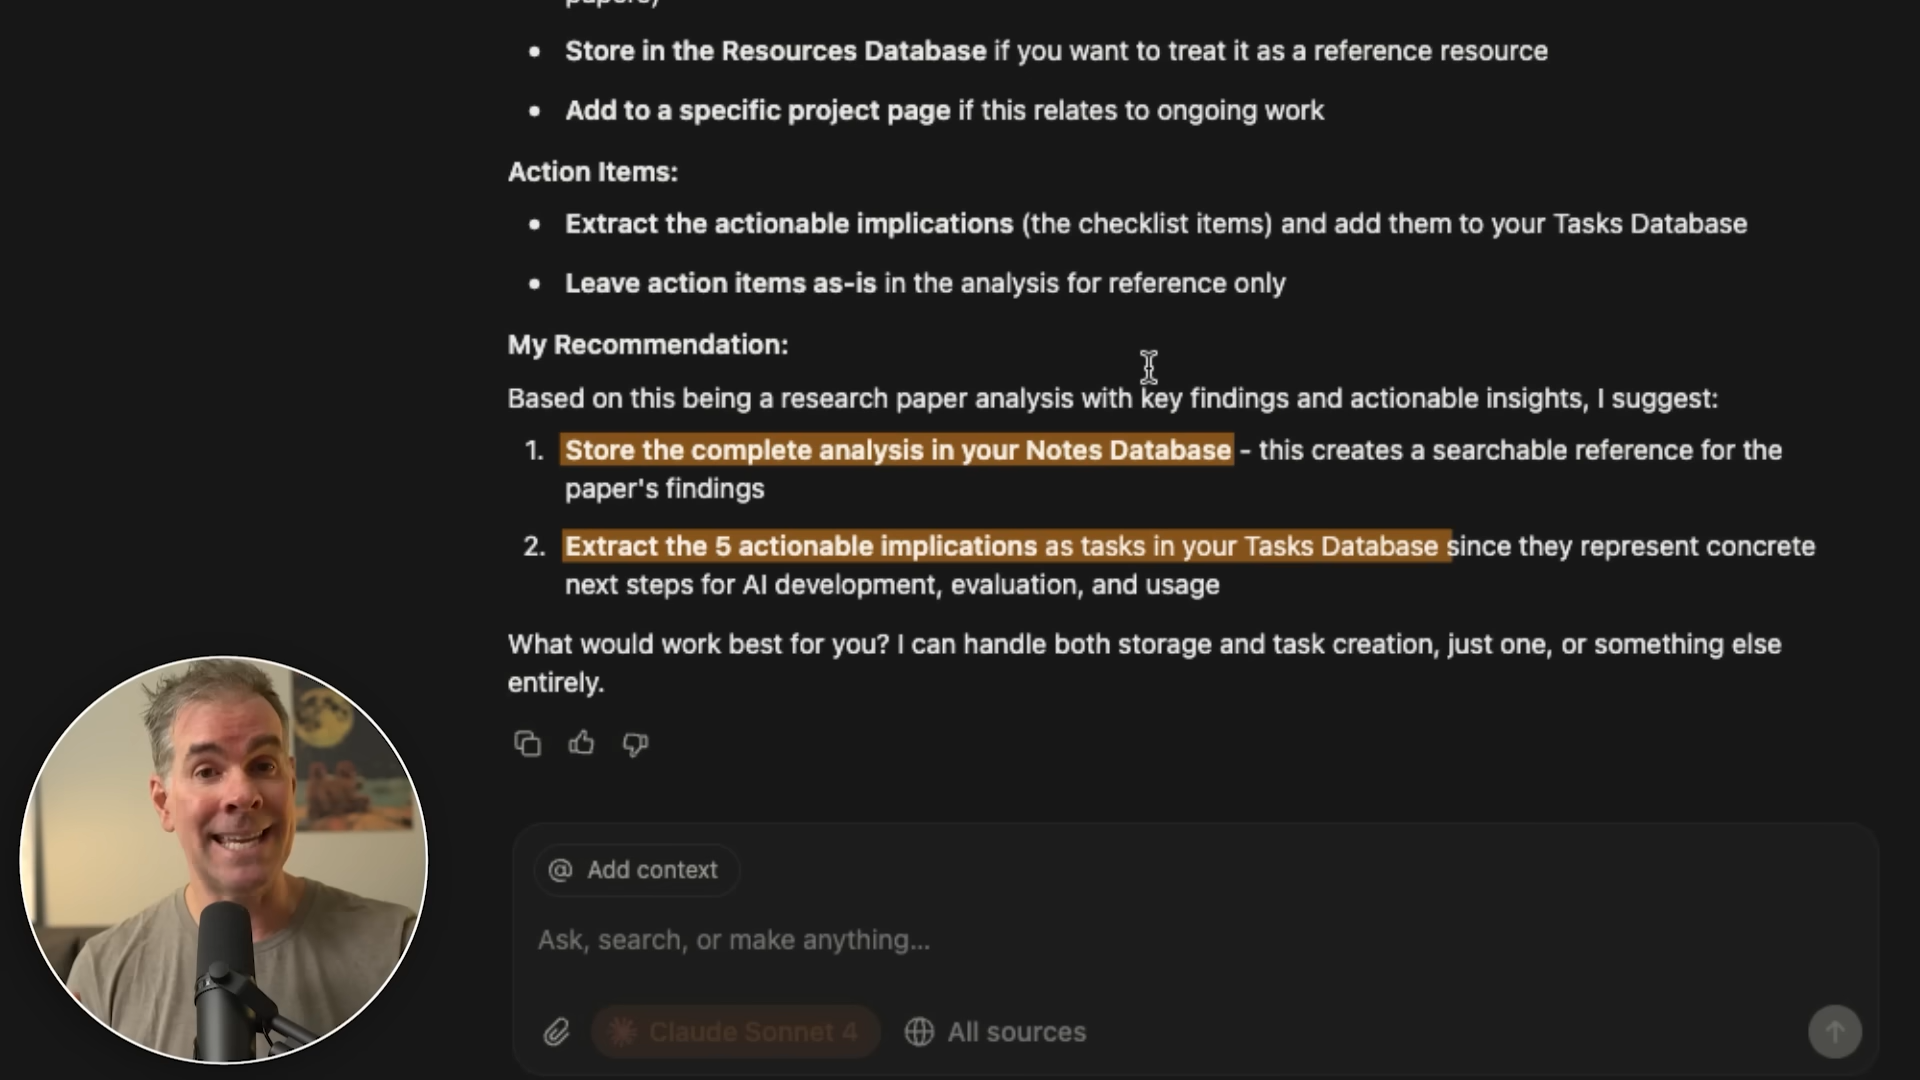 papers)
• Store in the Resources Database if you want to treat it as a reference resource
• Add to a specific project page if this relates to ongoing work
Action Items:
• Extract the actionable implications (the checklist items) and add them to your Tasks Database
• Leave action items as-is in the analysis for reference only
My Recommendation:
Based on this being a research paper analysis with key findings and actionable insights, I suggest:
1. Store the complete analysis in your Notes Database - this creates a searchable reference for the
paper's findings
2. Extract the 5 actionable implications as tasks in your Tasks Database since they represent concrete
next steps for AI development, evaluation, and usage
What would work best for you? I can handle both storage and task creation, just one, or something else
entirely.
@ Add context
Ask, search, or make anything...
Claude Sonnet 4
All sources